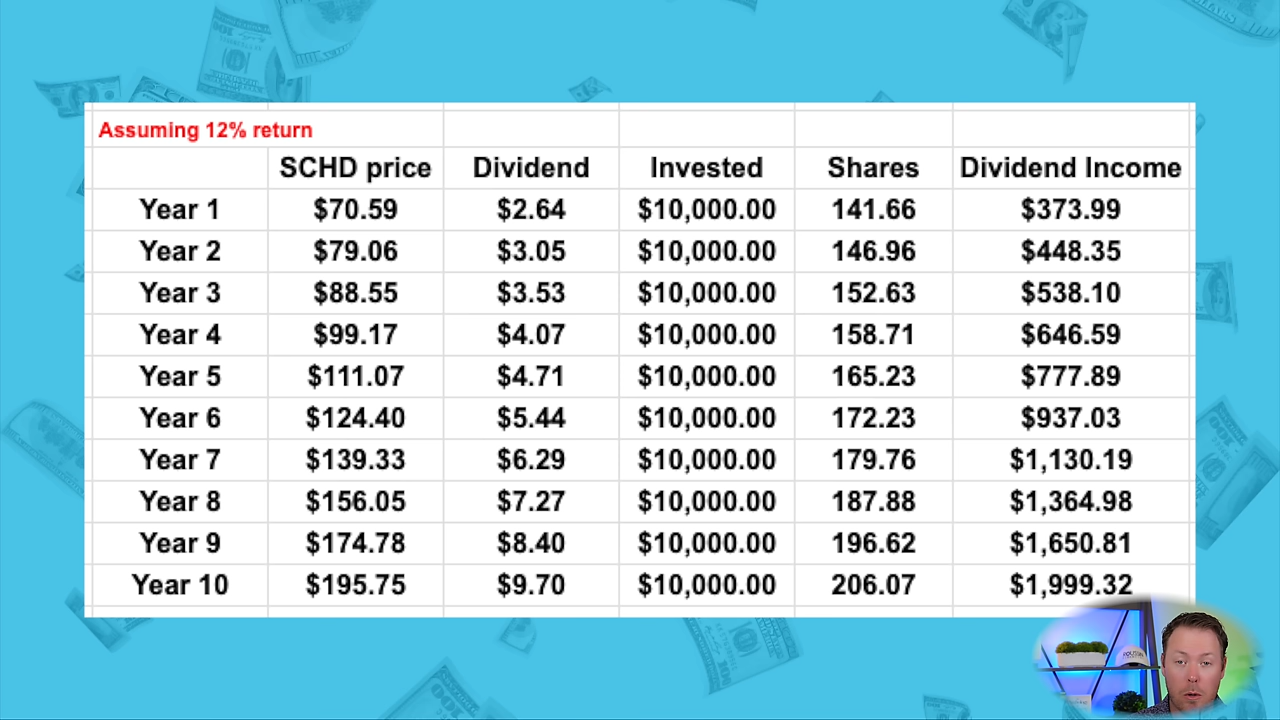 Assuming 12% return
SCHD price Dividend Invested Shares Dividend Income
Year 1 $70.59 $2.64 $10,000.00 141.66 $373.99
Year 2 $79.06 $3.05 $10,000.00 146.96 $448.35
Year 3 $88.55 $3.53 $10,000.00 152.63 $538.10
Year 4 $99.17 $4.07 $10,000.00 158.71 $646.59
Year 5 $111.07 $4.71 $10,000.00 165.23 $777.89
Year 6 $124.40 $5.44 $10,000.00 172.23 $937.03
Year 7 $139.33 $6.29 $10,000.00 179.76 $1,130.19
Year 8 $156.05 $7.27 $10,000.00 187.88 $1,364.98
Year 9 $174.78 $8.40 $10,000.00 196.62 $1,650.81
Year 10 $195.75 $9.70 $10,000.00 206.07 $1,999.32